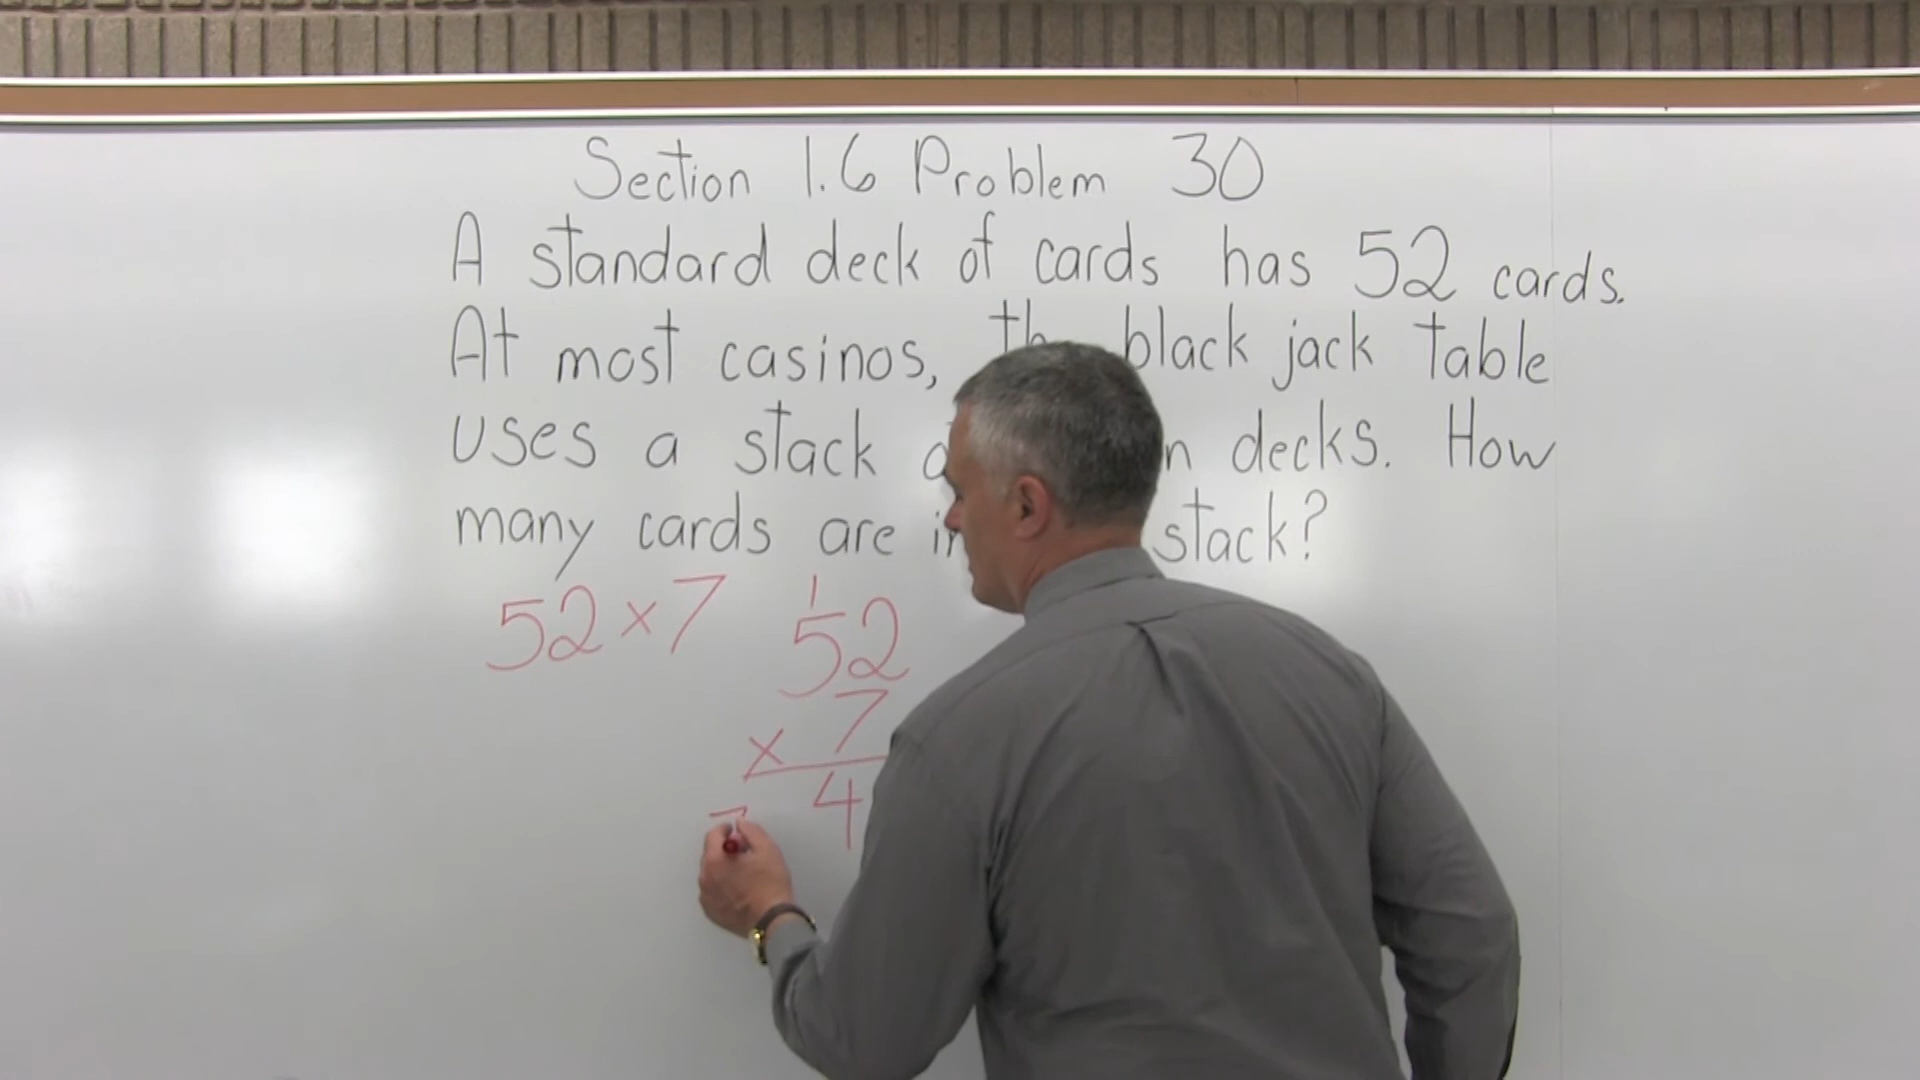 Section 1.6 Problem 30
A standard deck of cards has 52 cards.
At most casinos, black jack table
uses a stack decks. How
many cards are stack?
52×7
1
52
× 7
4